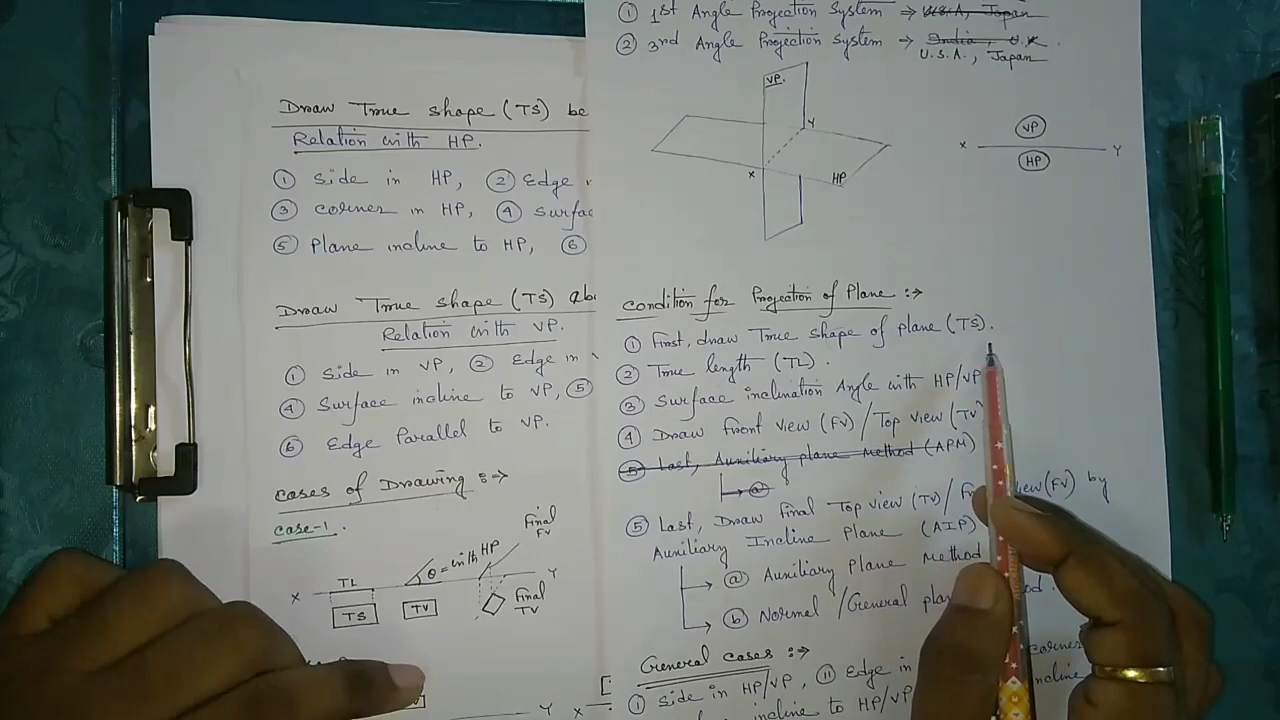 Draw True shape (TS) be
Relation with HP.
① Side in HP, ② Edge
③ corner in HP, ④ Surfac
⑤ Plane incline to HP, ⑥
Draw True shape (TS) Abo
Relation with VP.
① Side in VP, ② Edge in
④ Surface incline to VP, ⑤
⑥ Edge Parallel to VP.
Cases of Drawing :→
case-1.
TL
θ = with HP
Final
FV
X
Y
TS
TV
Final
TV
Y
① 1st Angle Projection System → U.S.A, Japan
② 3rd Angle Projection System → India, U.K.
U.S.A., Japan
VP.
Y
X
HP
VP
X
Y
HP
Condition for Projection of Plane :→
① First, draw True shape of plane (TS).
② True length (TL).
③ Surface inclination Angle with HP/VP
④ Draw Front view (FV) / Top view (TV)
⑤ Last, Auxiliary plane Method (APM)
→ ⓐ
⑤ Last, Draw final Top view (TV) / view (FV) by
Auxiliary Incline Plane (AIP)
→ ⓐ Auxiliary Plane Method
→ ⓑ Normal / General plan
General cases :→
① Side in HP/VP, ⑪ Edge in corner
incline to HP/VP incline
X